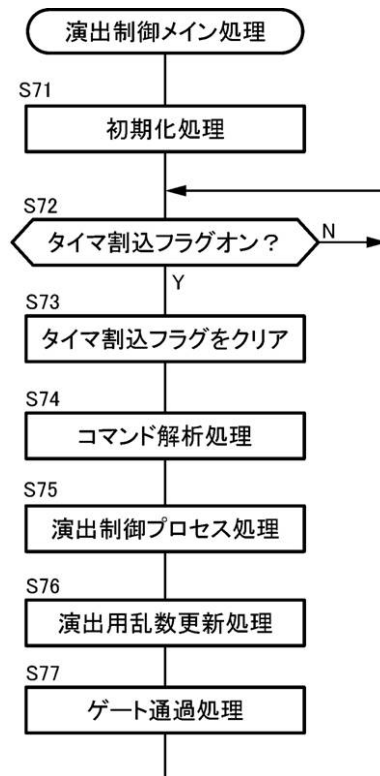 演出制御メイン処理
S71
初期化処理
S72
タイマ割込フラグオン?
N
Y
S73
タイマ割込フラグをクリア
S74
コマンド解析処理
S75
演出制御プロセス処理
S76
演出用乱数更新処理
S77
ゲート通過処理